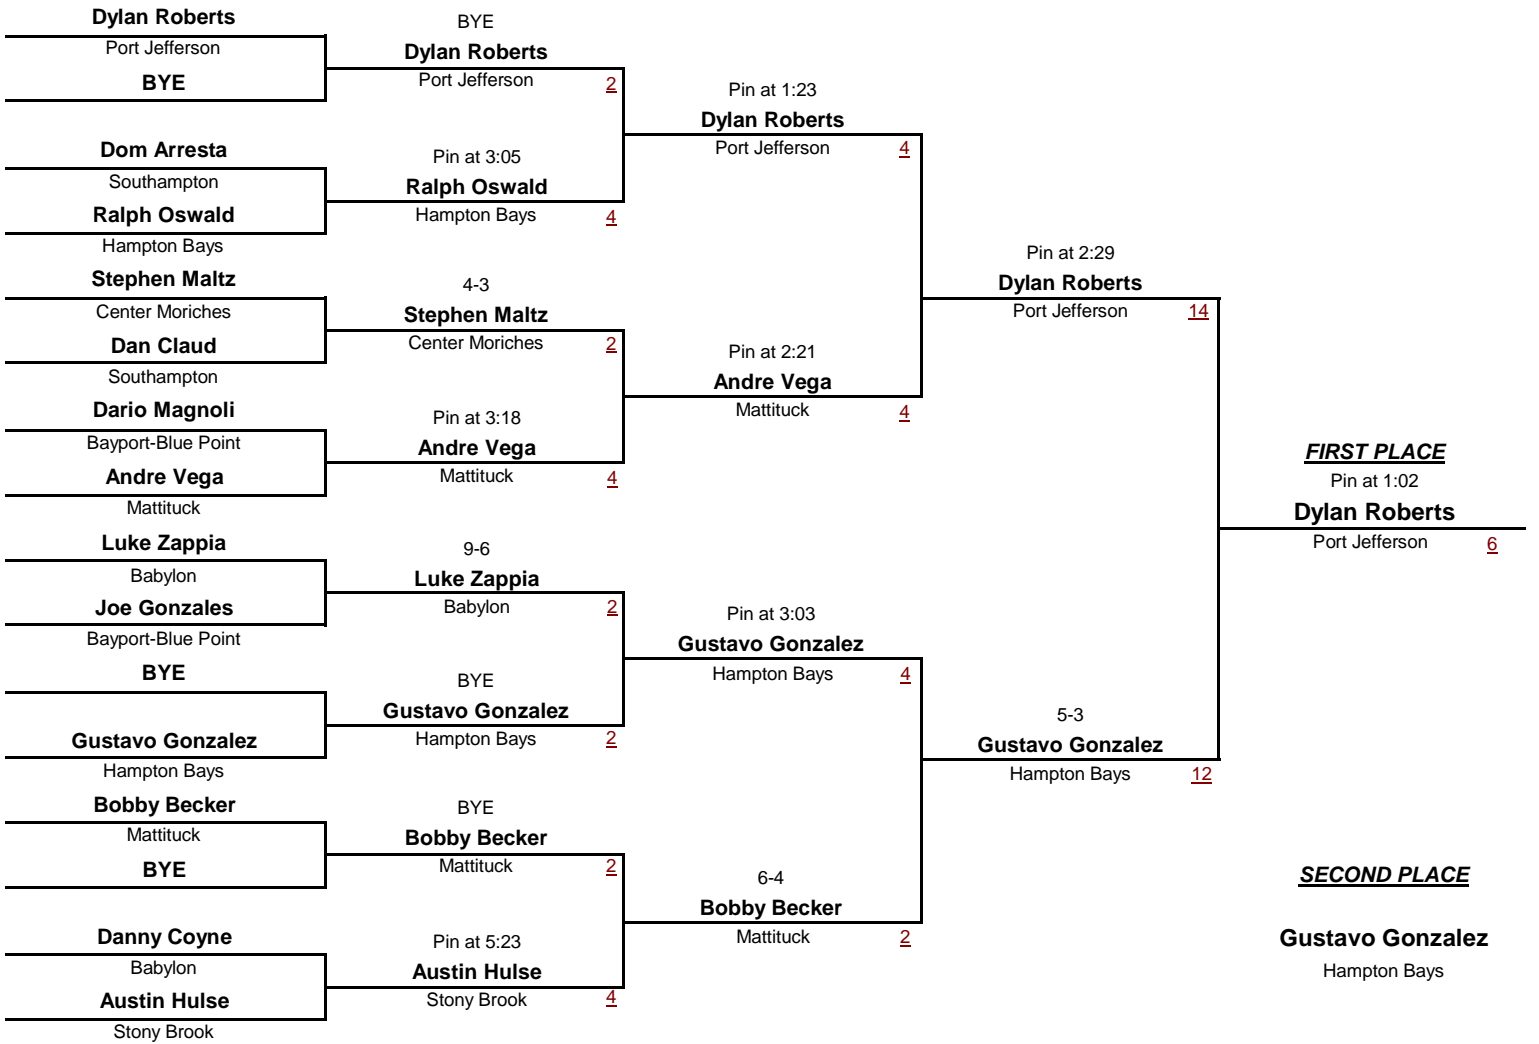 Dylan Roberts
Port Jefferson
BYE
Dom Arresta
Southampton
Ralph Oswald
Hampton Bays
Stephen Maltz
Center Moriches
Dan Claud
Southampton
Dario Magnoli
Bayport-Blue Point
Andre Vega
Mattituck
Luke Zappia
Babylon
Joe Gonzales
Bayport-Blue Point
BYE
Gustavo Gonzalez
Hampton Bays
Bobby Becker
Mattituck
BYE
Danny Coyne
Babylon
Austin Hulse
Stony Brook
BYE
Dylan Roberts
Port Jefferson 2
Pin at 3:05
Ralph Oswald
Hampton Bays 4
4-3
Stephen Maltz
Center Moriches 2
Pin at 3:18
Andre Vega
Mattituck 4
9-6
Luke Zappia
Babylon 2
BYE
Gustavo Gonzalez
Hampton Bays 2
BYE
Bobby Becker
Mattituck 2
Pin at 5:23
Austin Hulse
Stony Brook 4
Pin at 1:23
Dylan Roberts
Port Jefferson 4
Pin at 2:21
Andre Vega
Mattituck 4
Pin at 3:03
Gustavo Gonzalez
Hampton Bays 4
6-4
Bobby Becker
Mattituck 2
Pin at 2:29
Dylan Roberts
Port Jefferson 14
5-3
Gustavo Gonzalez
Hampton Bays 12
FIRST PLACE
Pin at 1:02
Dylan Roberts
Port Jefferson 6
SECOND PLACE
Gustavo Gonzalez
Hampton Bays